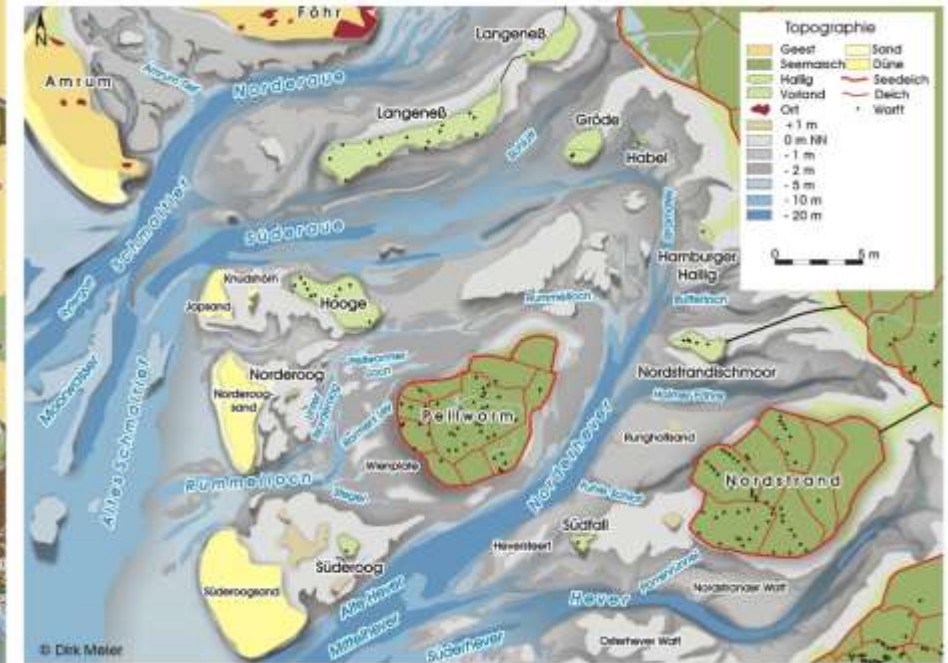 Föhr
Topographie
Geest
Sand
Seemarsch
Düne
Hallig
Seedeich
Vorland
Deich
Ort
Warft
+1 m
0 m NN
- 1 m
- 2 m
- 5 m
- 10 m
- 20 m
0 5 m
N
Amrum
Norderaue
Langeneß
Langeneß
Gröde
Habel
Schmaltief
Süderaue
Hamburger
Hallig
Knudshörn
Japsand
Hooge
Rummelloch
Nordstrandischmoor
Norderoog
Norderoog-
sand
Pellworm
Altes Schmaltief
Wienplate
Rungholtsand
Nordstrand
Rummelloch
Norderhever
Südfall
Heversteert
Süderoog
Süderoogsand
Alte Hever
Mittelhever
Süderhever
Hever
Nordstrander Watt
Osterhever Watt
© Dirk Meier